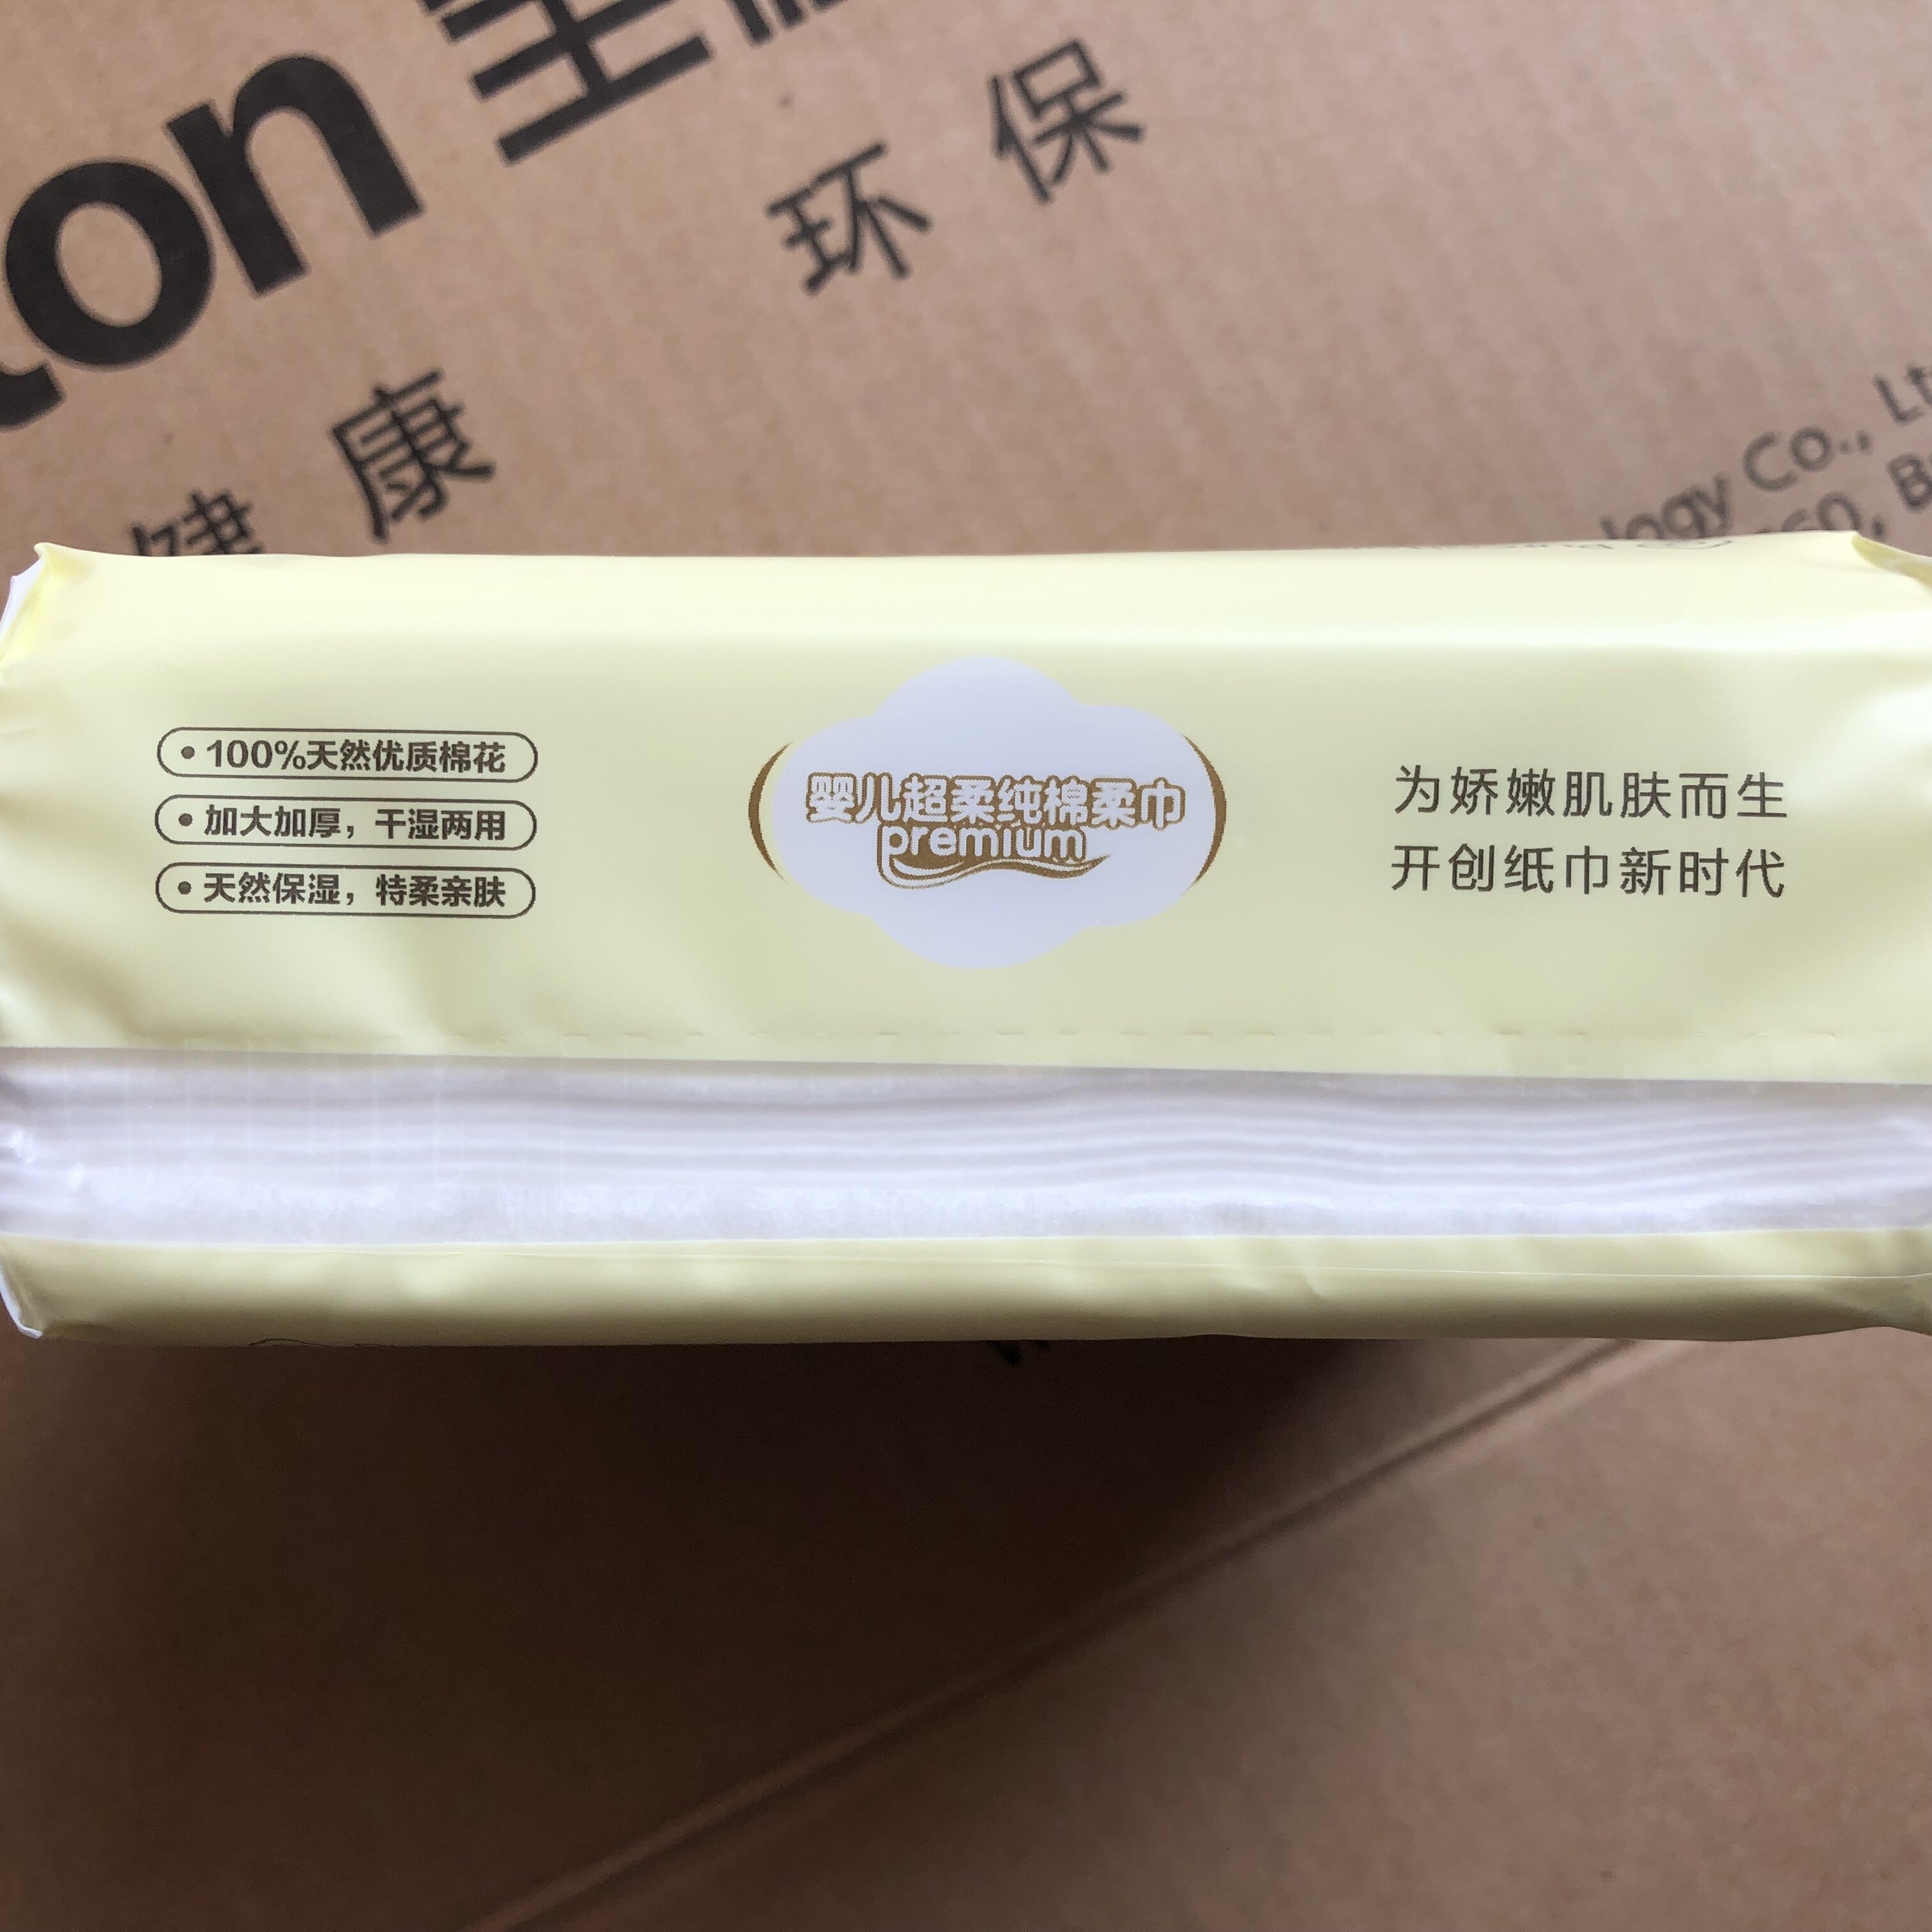 环 保
健 康
Co.,
100%天然优质棉花
加大加厚，干湿两用
天然保湿，特柔亲肤
婴儿超柔纯棉柔巾
premium
为娇嫩肌肤而生
开创纸巾新时代